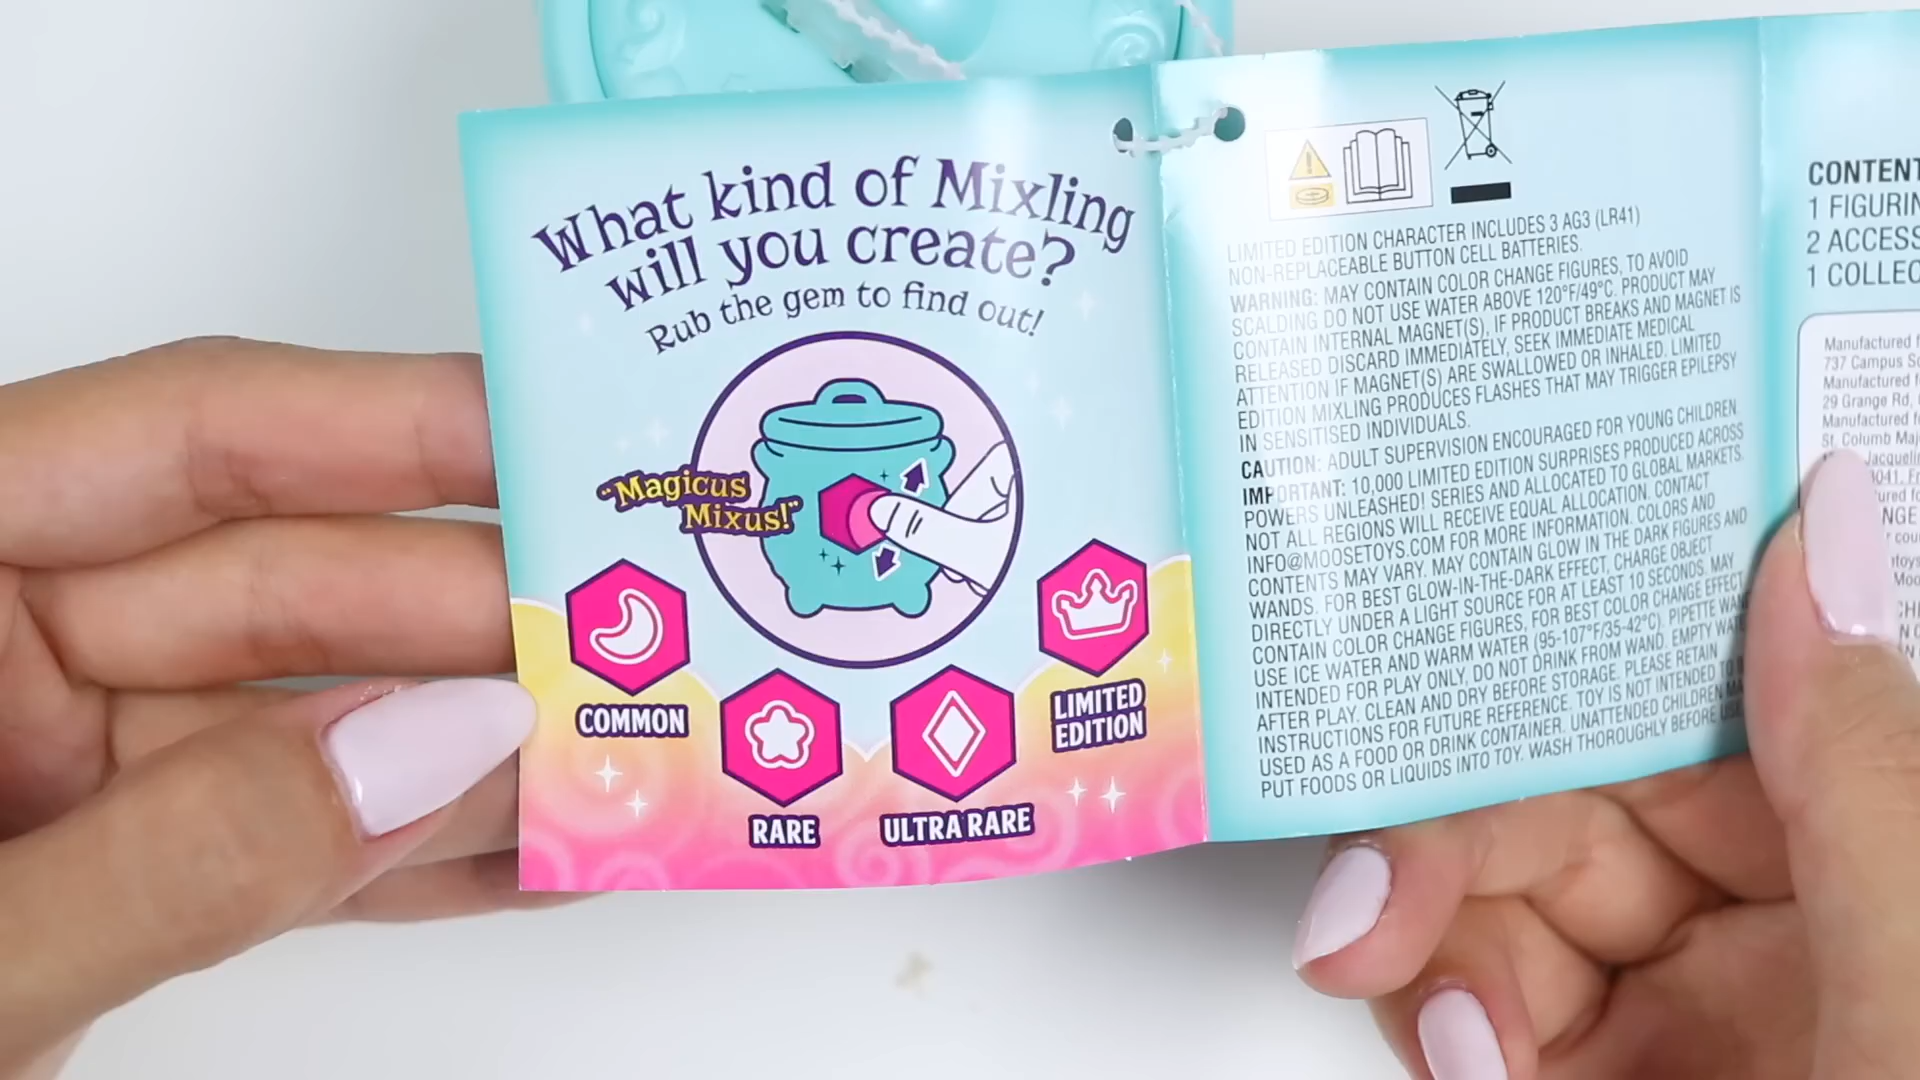 What kind of Mixling
will you create?
Rub the gem to find out!
"Magicus
Mixus!"
COMMON
RARE
ULTRA RARE
LIMITED
EDITION
LIMITED EDITION CHARACTER INCLUDES 3 AG3 (LR41)
NON-REPLACEABLE BUTTON CELL BATTERIES.
WARNING: MAY CONTAIN COLOR CHANGE FIGURES, TO AVOID
SCALDING DO NOT USE WATER ABOVE 120°F/49°C. PRODUCT MAY
CONTAIN INTERNAL MAGNET(S), IF PRODUCT BREAKS AND MAGNET IS
RELEASED DISCARD IMMEDIATELY, SEEK IMMEDIATE MEDICAL
ATTENTION IF MAGNET(S) ARE SWALLOWED OR INHALED. LIMITED
EDITION MIXLING PRODUCES FLASHES THAT MAY TRIGGER EPILEPSY
IN SENSITISED INDIVIDUALS.
CAUTION: ADULT SUPERVISION ENCOURAGED FOR YOUNG CHILDREN.
IMPORTANT: 10,000 LIMITED EDITION SURPRISES PRODUCED ACROSS
POWERS UNLEASHED! SERIES AND ALLOCATED TO GLOBAL MARKETS.
NOT ALL REGIONS WILL RECEIVE EQUAL ALLOCATION. CONTACT
INFO@MOOSETOYS.COM FOR MORE INFORMATION. COLORS AND
CONTENTS MAY VARY. MAY CONTAIN GLOW IN THE DARK FIGURES AND
WANDS. FOR BEST GLOW-IN-THE-DARK EFFECT, CHARGE OBJECT
DIRECTLY UNDER A LIGHT SOURCE FOR AT LEAST 10 SECONDS. MAY
CONTAIN COLOR CHANGE FIGURES, FOR BEST COLOR CHANGE EFFECT,
USE ICE WATER AND WARM WATER (95-107°F/35-42°C). PIPETTE
INTENDED FOR PLAY ONLY, DO NOT DRINK FROM WAND. EMPTY
AFTER PLAY. CLEAN AND DRY BEFORE STORAGE. PLEASE RETAIN
INSTRUCTIONS FOR FUTURE REFERENCE. TOY IS NOT INTENDED TO
USED AS A FOOD OR DRINK CONTAINER. UNATTENDED CHILDREN
PUT FOODS OR LIQUIDS INTO TOY. WASH THOROUGHLY BEFORE
CONTENT
1 FIGURIN
2 ACCESS
1 COLLEC
Manufactured f
737 Campus
Manufactured f
29 Grange Rd,
Manufactured f
St. Columb